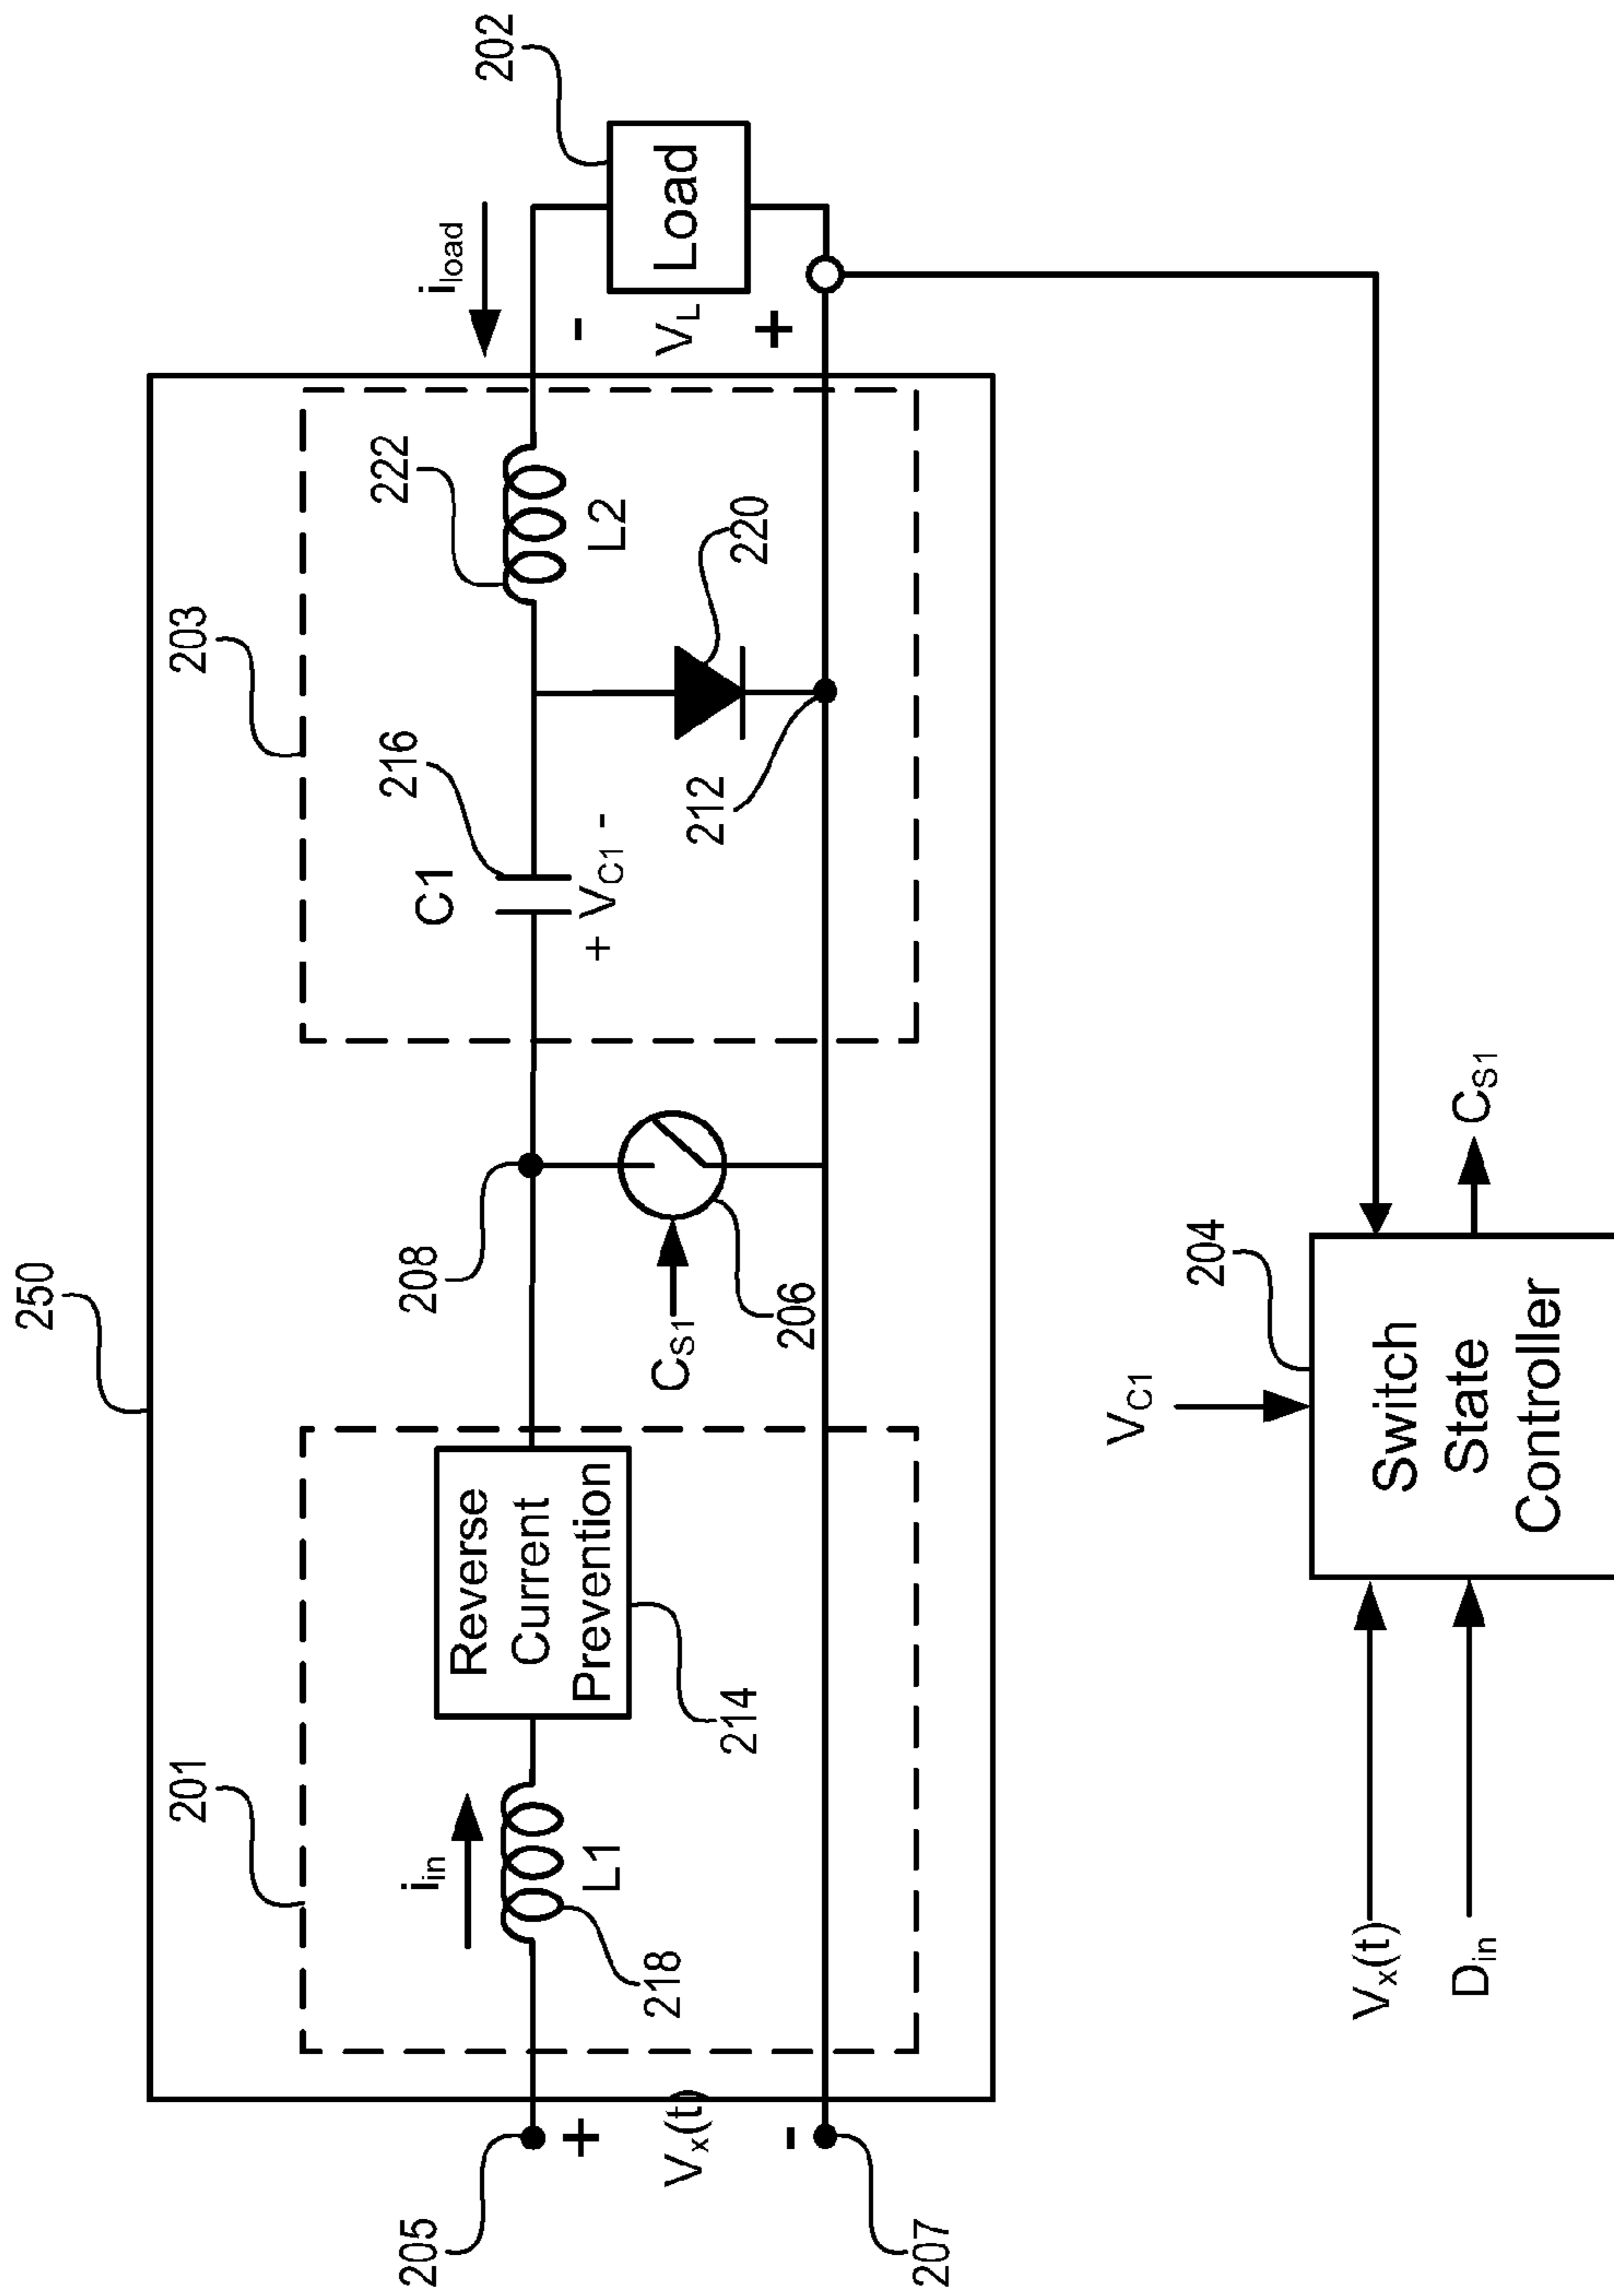 250
201
203
202
208
216
222
C1
i_in
i_load
Reverse
Current
Prevention
+ V_C1 -
L1
L2
218
214
C_S1
206
212
220
205
+
V_x(t)
-
207
-
V_L
+
Load
V_C1
204
V_x(t)
D_in
Switch
State
Controller
C_S1